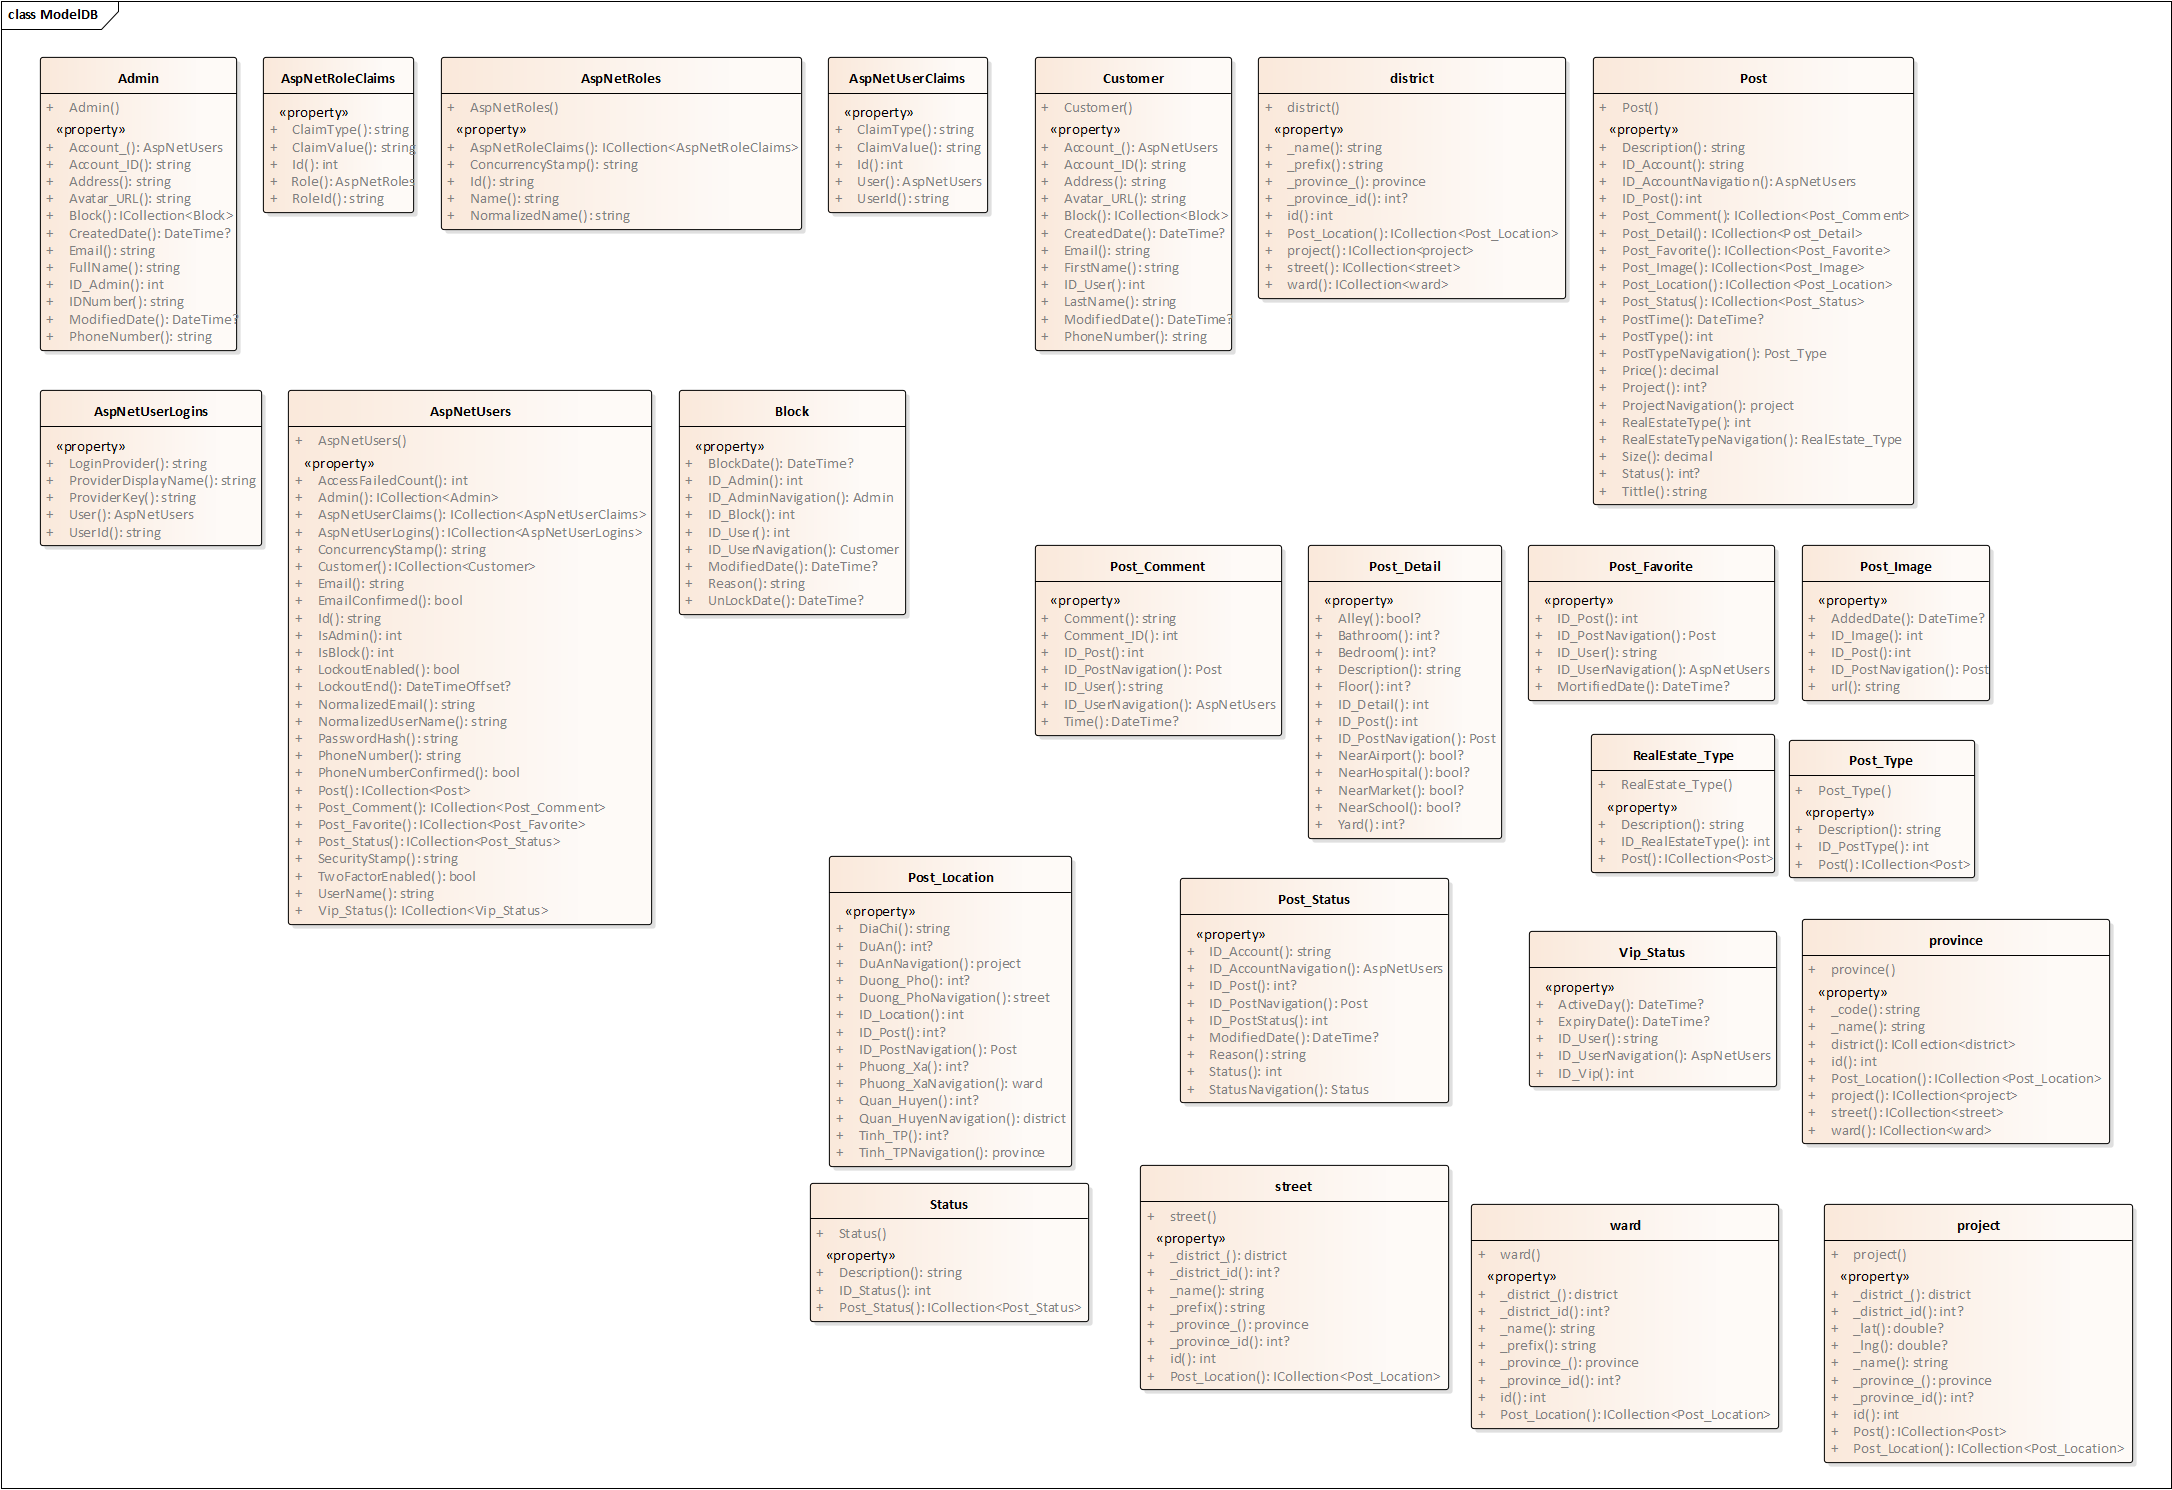 class ModelDB
Admin
+ Admin()
«property»
+ Account_(): AspNetUsers
+ Account_ID(): string
+ Address(): string
+ Avatar_URL(): string
+ Block(): ICollection<Block>
+ CreatedDate(): DateTime?
+ Email(): string
+ FullName(): string
+ ID_Admin(): int
+ IDNumber(): string
+ ModifiedDate(): DateTime?
+ PhoneNumber(): string
AspNetRoleClaims
«property»
+ ClaimType(): string
+ ClaimValue(): string
+ Id(): int
+ Role(): AspNetRoles
+ RoleId(): string
AspNetRoles
+ AspNetRoles()
«property»
+ AspNetRoleClaims(): ICollection<AspNetRoleClaims>
+ ConcurrencyStamp(): string
+ Id(): string
+ Name(): string
+ NormalizedName(): string
AspNetUserClaims
«property»
+ ClaimType(): string
+ ClaimValue(): string
+ Id(): int
+ User(): AspNetUsers
+ UserId(): string
Customer
+ Customer()
«property»
+ Account_(): AspNetUsers
+ Account_ID(): string
+ Address(): string
+ Avatar_URL(): string
+ Block(): ICollection<Block>
+ CreatedDate(): DateTime?
+ Email(): string
+ FirstName(): string
+ ID_User(): int
+ LastName(): string
+ ModifiedDate(): DateTime?
+ PhoneNumber(): string
district
+ district()
«property»
+ _name(): string
+ _prefix(): string
+ _province_(): province
+ _province_id(): int?
+ id(): int
+ Post_Location(): ICollection<Post_Location>
+ project(): ICollection<project>
+ street(): ICollection<street>
+ ward(): ICollection<ward>
Post
+ Post()
«property»
+ Description(): string
+ ID_Account(): string
+ ID_AccountNavigation(): AspNetUsers
+ ID_Post(): int
+ Post_Comment(): ICollection<Post_Comment>
+ Post_Detail(): ICollection<Post_Detail>
+ Post_Favorite(): ICollection<Post_Favorite>
+ Post_Image(): ICollection<Post_Image>
+ Post_Location(): ICollection<Post_Location>
+ Post_Status(): ICollection<Post_Status>
+ PostTime(): DateTime?
+ PostType(): int
+ PostTypeNavigation(): Post_Type
+ Price(): decimal
+ Project(): int?
+ ProjectNavigation(): project
+ RealEstateType(): int
+ RealEstateTypeNavigation(): RealEstate_Type
+ Size(): decimal
+ Status(): int?
+ Tittle(): string
AspNetUserLogins
«property»
+ LoginProvider(): string
+ ProviderDisplayName(): string
+ ProviderKey(): string
+ User(): AspNetUsers
+ UserId(): string
AspNetUsers
+ AspNetUsers()
«property»
+ AccessFailedCount(): int
+ Admin(): ICollection<Admin>
+ AspNetUserClaims(): ICollection<AspNetUserClaims>
+ AspNetUserLogins(): ICollection<AspNetUserLogins>
+ ConcurrencyStamp(): string
+ Customer(): ICollection<Customer>
+ Email(): string
+ EmailConfirmed(): bool
+ Id(): string
+ IsAdmin(): int
+ IsBlock(): int
+ LockoutEnabled(): bool
+ LockoutEnd(): DateTimeOffset?
+ NormalizedEmail(): string
+ NormalizedUserName(): string
+ PasswordHash(): string
+ PhoneNumber(): string
+ PhoneNumberConfirmed(): bool
+ Post(): ICollection<Post>
+ Post_Comment(): ICollection<Post_Comment>
+ Post_Favorite(): ICollection<Post_Favorite>
+ Post_Status(): ICollection<Post_Status>
+ SecurityStamp(): string
+ TwoFactorEnabled(): bool
+ UserName(): string
+ Vip_Status(): ICollection<Vip_Status>
Block
«property»
+ BlockDate(): DateTime?
+ ID_Admin(): int
+ ID_AdminNavigation(): Admin
+ ID_Block(): int
+ ID_User(): int
+ ID_UserNavigation(): Customer
+ ModifiedDate(): DateTime?
+ Reason(): string
+ UnLockDate(): DateTime?
Post_Comment
«property»
+ Comment(): string
+ Comment_ID(): int
+ ID_Post(): int
+ ID_PostNavigation(): Post
+ ID_User(): string
+ ID_UserNavigation(): AspNetUsers
+ Time(): DateTime?
Post_Detail
«property»
+ Alley(): bool?
+ Bathroom(): int?
+ Bedroom(): int?
+ Description(): string
+ Floor(): int?
+ ID_Detail(): int
+ ID_Post(): int
+ ID_PostNavigation(): Post
+ NearAirport(): bool?
+ NearHospital(): bool?
+ NearMarket(): bool?
+ NearSchool(): bool?
+ Yard(): int?
Post_Favorite
«property»
+ ID_Post(): int
+ ID_PostNavigation(): Post
+ ID_User(): string
+ ID_UserNavigation(): AspNetUsers
+ MortifiedDate(): DateTime?
Post_Image
«property»
+ AddedDate(): DateTime?
+ ID_Image(): int
+ ID_Post(): int
+ ID_PostNavigation(): Post
+ url(): string
RealEstate_Type
+ RealEstate_Type()
«property»
+ Description(): string
+ ID_RealEstateType(): int
+ Post(): ICollection<Post>
Post_Type
+ Post_Type()
«property»
+ Description(): string
+ ID_PostType(): int
+ Post(): ICollection<Post>
Post_Location
«property»
+ DiaChi(): string
+ DuAn(): int?
+ DuAnNavigation(): project
+ Duong_Pho(): int?
+ Duong_PhoNavigation(): street
+ ID_Location(): int
+ ID_Post(): int?
+ ID_PostNavigation(): Post
+ Phuong_Xa(): int?
+ Phuong_XaNavigation(): ward
+ Quan_Huyen(): int?
+ Quan_HuyenNavigation(): district
+ Tinh_TP(): int?
+ Tinh_TPNavigation(): province
Post_Status
«property»
+ ID_Account(): string
+ ID_AccountNavigation(): AspNetUsers
+ ID_Post(): int?
+ ID_PostNavigation(): Post
+ ID_PostStatus(): int
+ ModifiedDate(): DateTime?
+ Reason(): string
+ Status(): int
+ StatusNavigation(): Status
Vip_Status
«property»
+ ActiveDay(): DateTime?
+ ExpiryDate(): DateTime?
+ ID_User(): string
+ ID_UserNavigation(): AspNetUsers
+ ID_Vip(): int
province
+ province()
«property»
+ _code(): string
+ _name(): string
+ district(): ICollection<district>
+ id(): int
+ Post_Location(): ICollection<Post_Location>
+ project(): ICollection<project>
+ street(): ICollection<street>
+ ward(): ICollection<ward>
Status
+ Status()
«property»
+ Description(): string
+ ID_Status(): int
+ Post_Status(): ICollection<Post_Status>
street
+ street()
«property»
+ _district_(): district
+ _district_id(): int?
+ _name(): string
+ _prefix(): string
+ _province_(): province
+ _province_id(): int?
+ id(): int
+ Post_Location(): ICollection<Post_Location>
ward
+ ward()
«property»
+ _district_(): district
+ _district_id(): int?
+ _name(): string
+ _prefix(): string
+ _province_(): province
+ _province_id(): int?
+ id(): int
+ Post_Location(): ICollection<Post_Location>
project
+ project()
«property»
+ _district_(): district
+ _district_id(): int?
+ _lat(): double?
+ _lng(): double?
+ _name(): string
+ _province_(): province
+ _province_id(): int?
+ id(): int
+ Post(): ICollection<Post>
+ Post_Location(): ICollection<Post_Location>